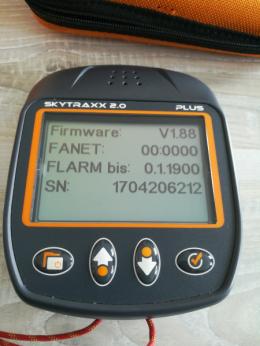 SKYTRAXX 2.0 PLUS
Firmware: V1.88
FANET: 00:0000
FLARM bis: 0.1.1900
SN: 1704206212